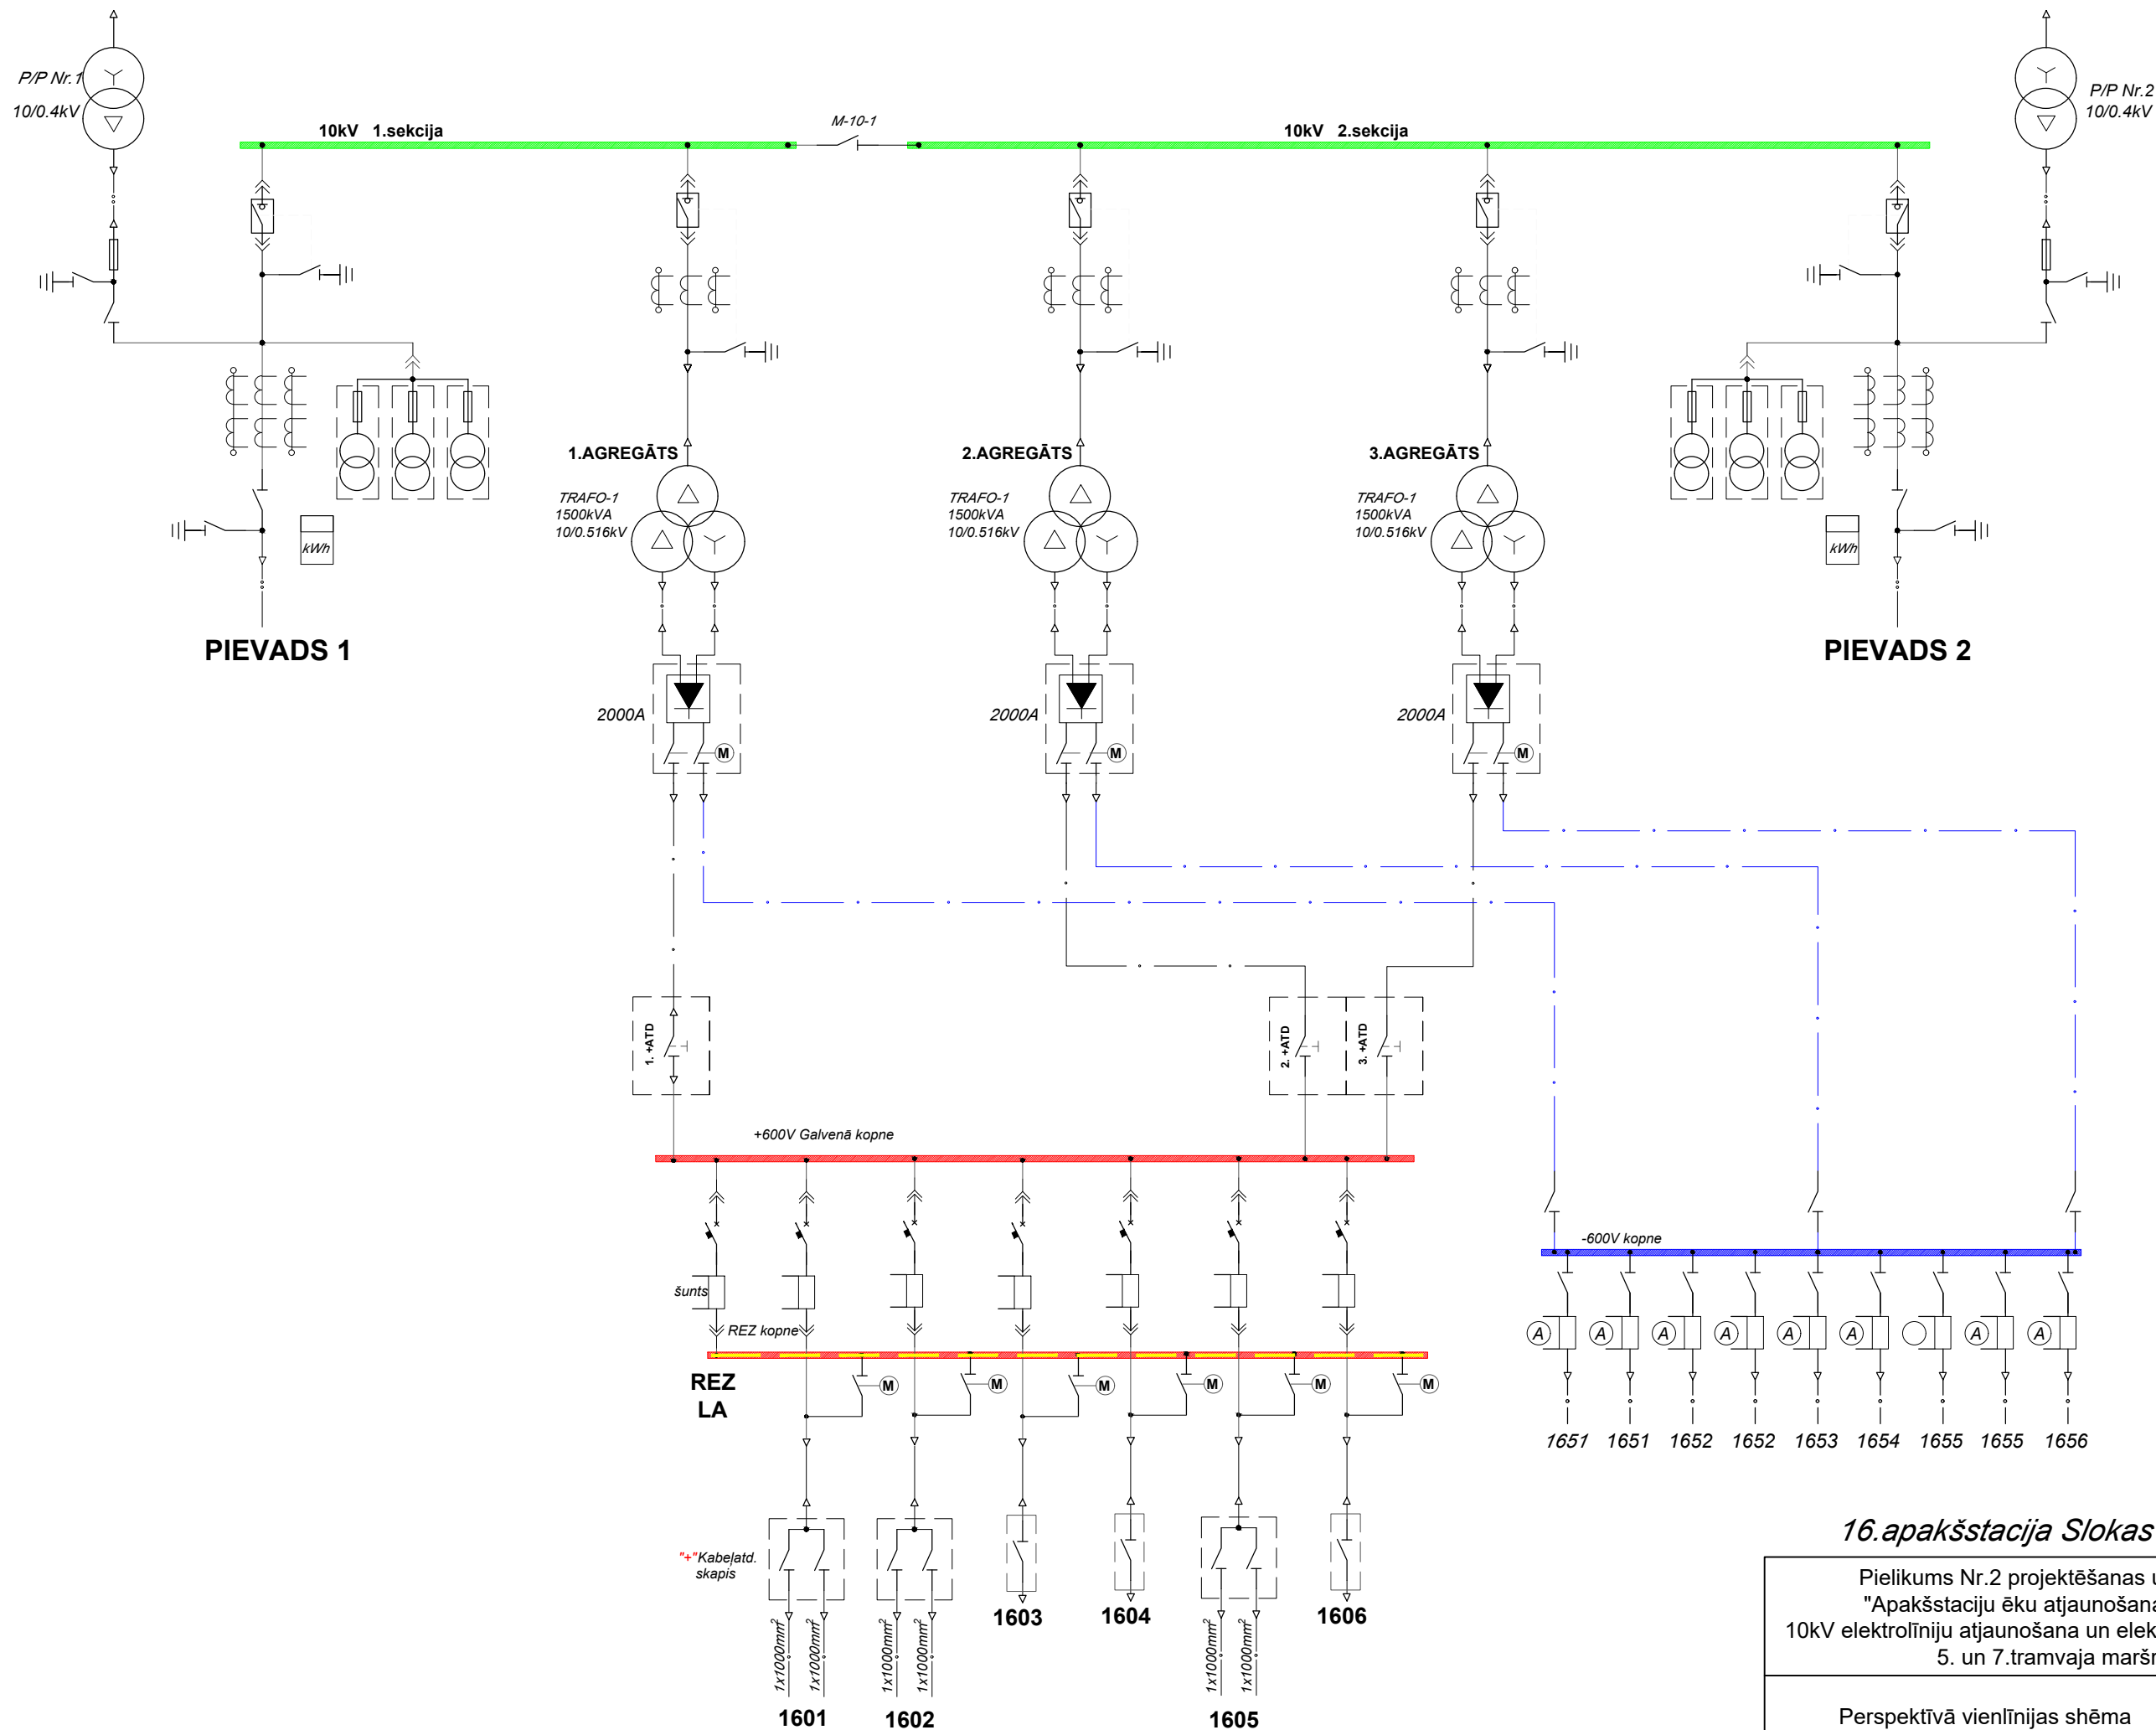 P/P Nr.1
10/0.4kV
10kV 1.sekcija
M-10-1
10kV 2.sekcija
P/P Nr.2
10/0.4kV
1.AGREGĀTS
TRAFO-1
1500kVA
10/0.516kV
2.AGREGĀTS
TRAFO-1
1500kVA
10/0.516kV
3.AGREGĀTS
TRAFO-1
1500kVA
10/0.516kV
kWh
kWh
PIEVADS 1
PIEVADS 2
2000A
2000A
2000A
M
M
M
1. +ATD
2. +ATD
3. +ATD
+600V Galvenā kopne
-600V kopne
šunts
REZ kopne
A
A
A
A
A
A
A
A
REZ
LA
M
M
M
M
M
M
1651
1651
1652
1652
1653
1654
1655
1655
1656
"+"Kabeļatd.
skapis
1603
1604
1606
1x1000mm²
1x1000mm²
1x1000mm²
1x1000mm²
1x1000mm²
1x1000mm²
1601
1602
1605
16.apakšstacija Slokas
Pielikums Nr.2 projektēšanas
"Apakšstaciju ēku
10kV elektrolīniju atjaunošana un
5. un 7.tramvaja
Perspektīvā vienlīnijas shēma